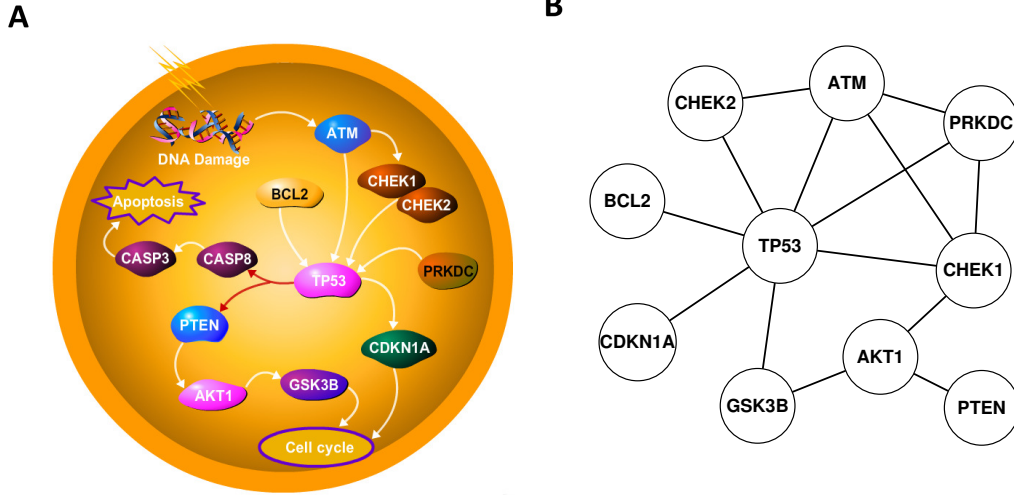 A
B
DNA Damage
ATM
CHEK1
CHEK2
BCL2
Apoptosis
CASP3
CASP8
TP53
PRKDC
PTEN
CDKN1A
AKT1
GSK3B
Cell cycle
ATM
CHEK2
PRKDC
BCL2
TP53
CHEK1
CDKN1A
AKT1
GSK3B
PTEN